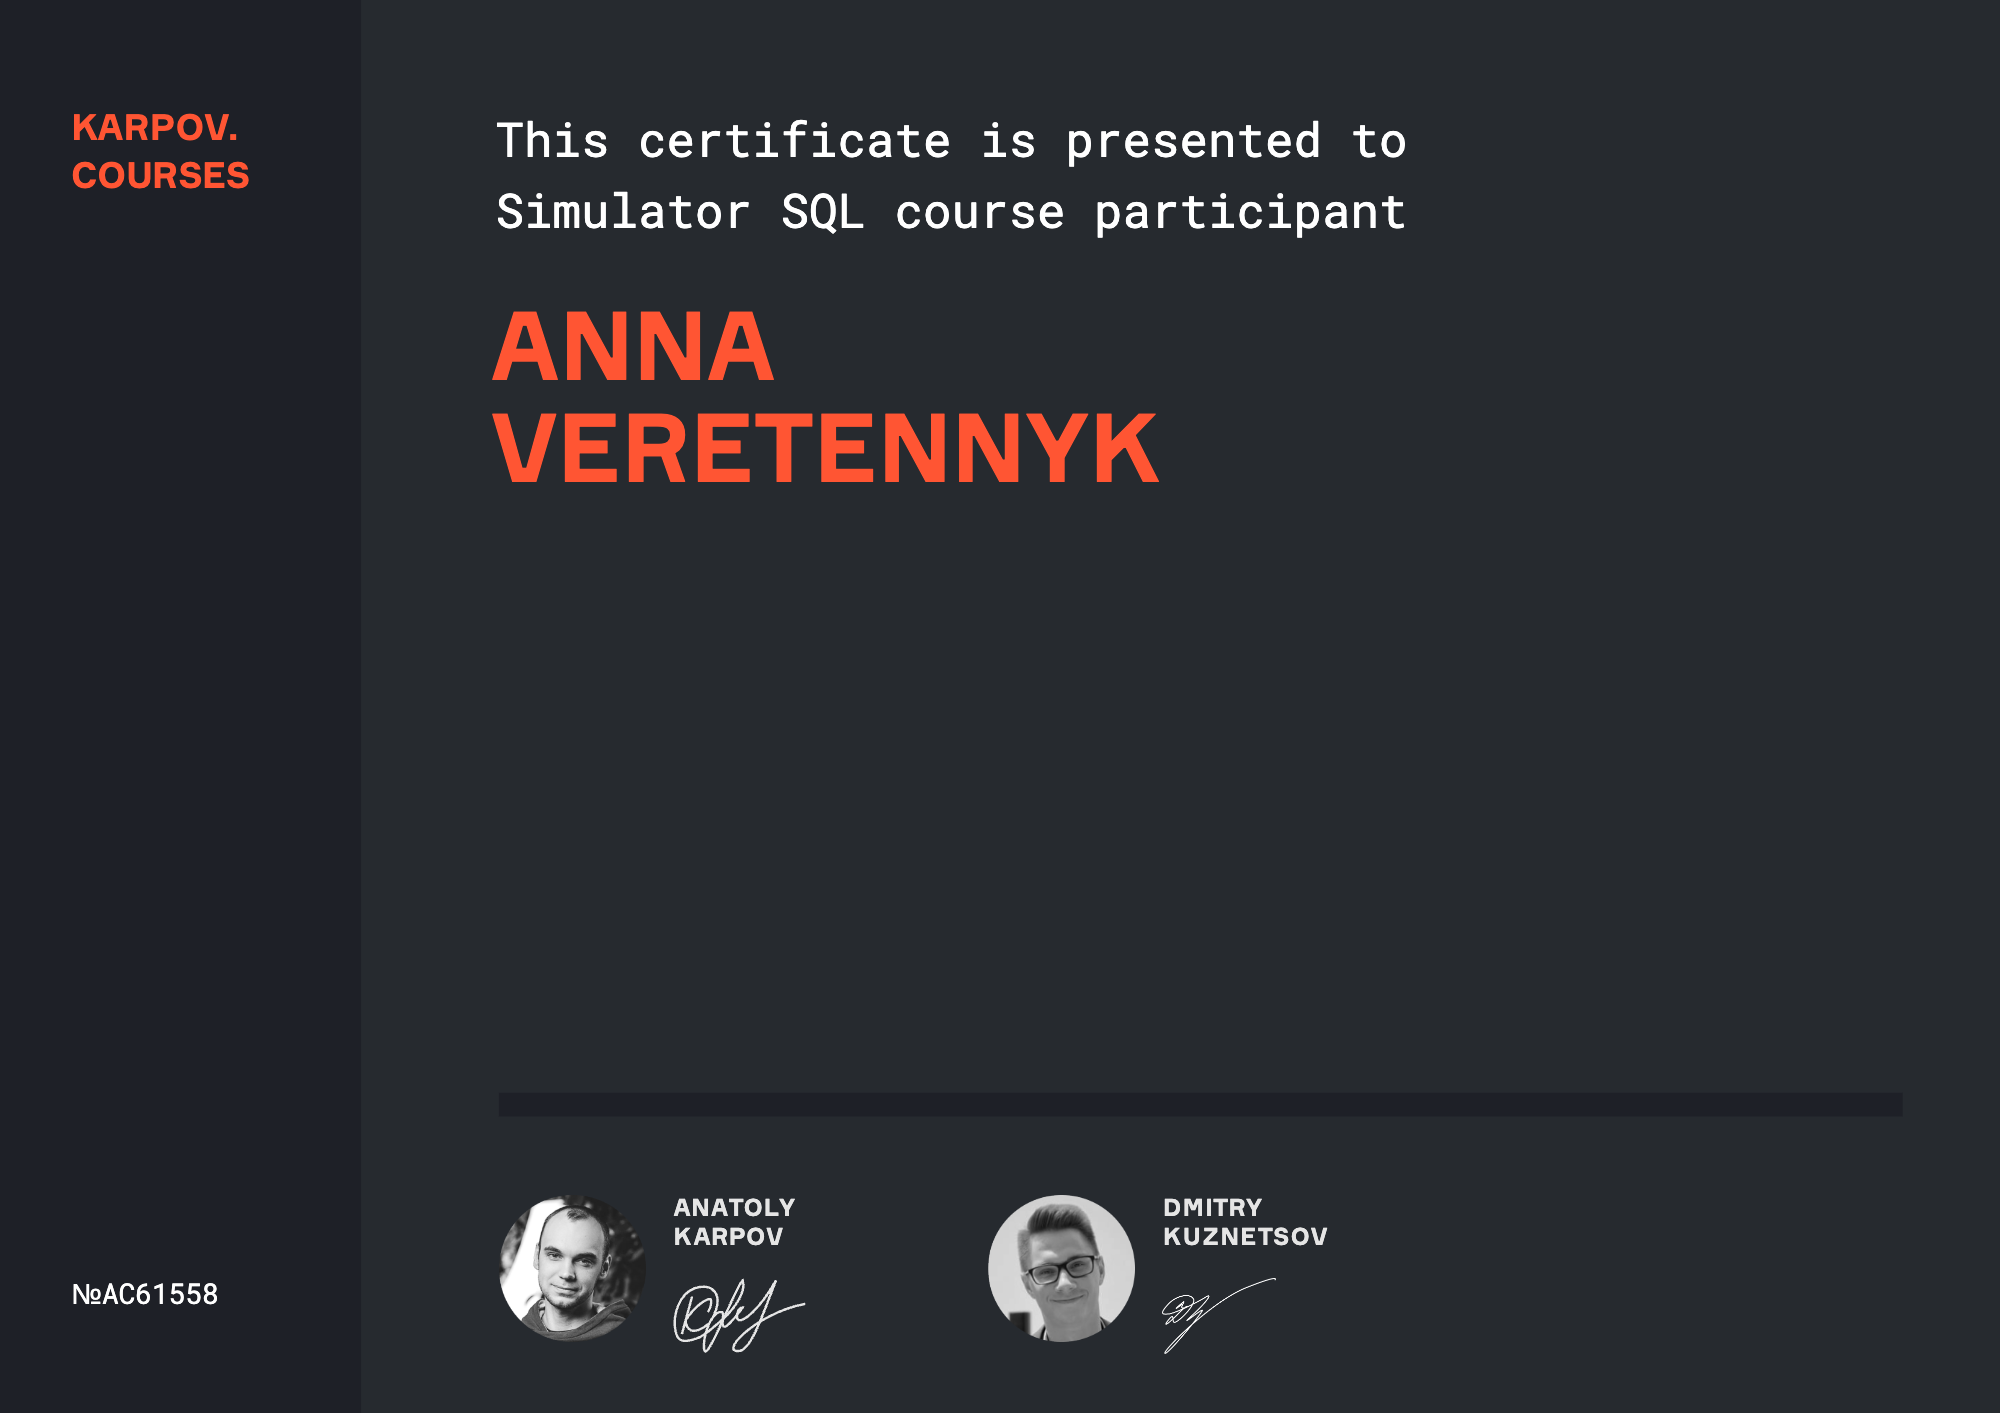 KARPOV.
COURSES
This certificate is presented to
Simulator SQL course participant
ANNA
VERETENNYK
ANATOLY
KARPOV
DMITRY
KUZNETSOV
№AC61558